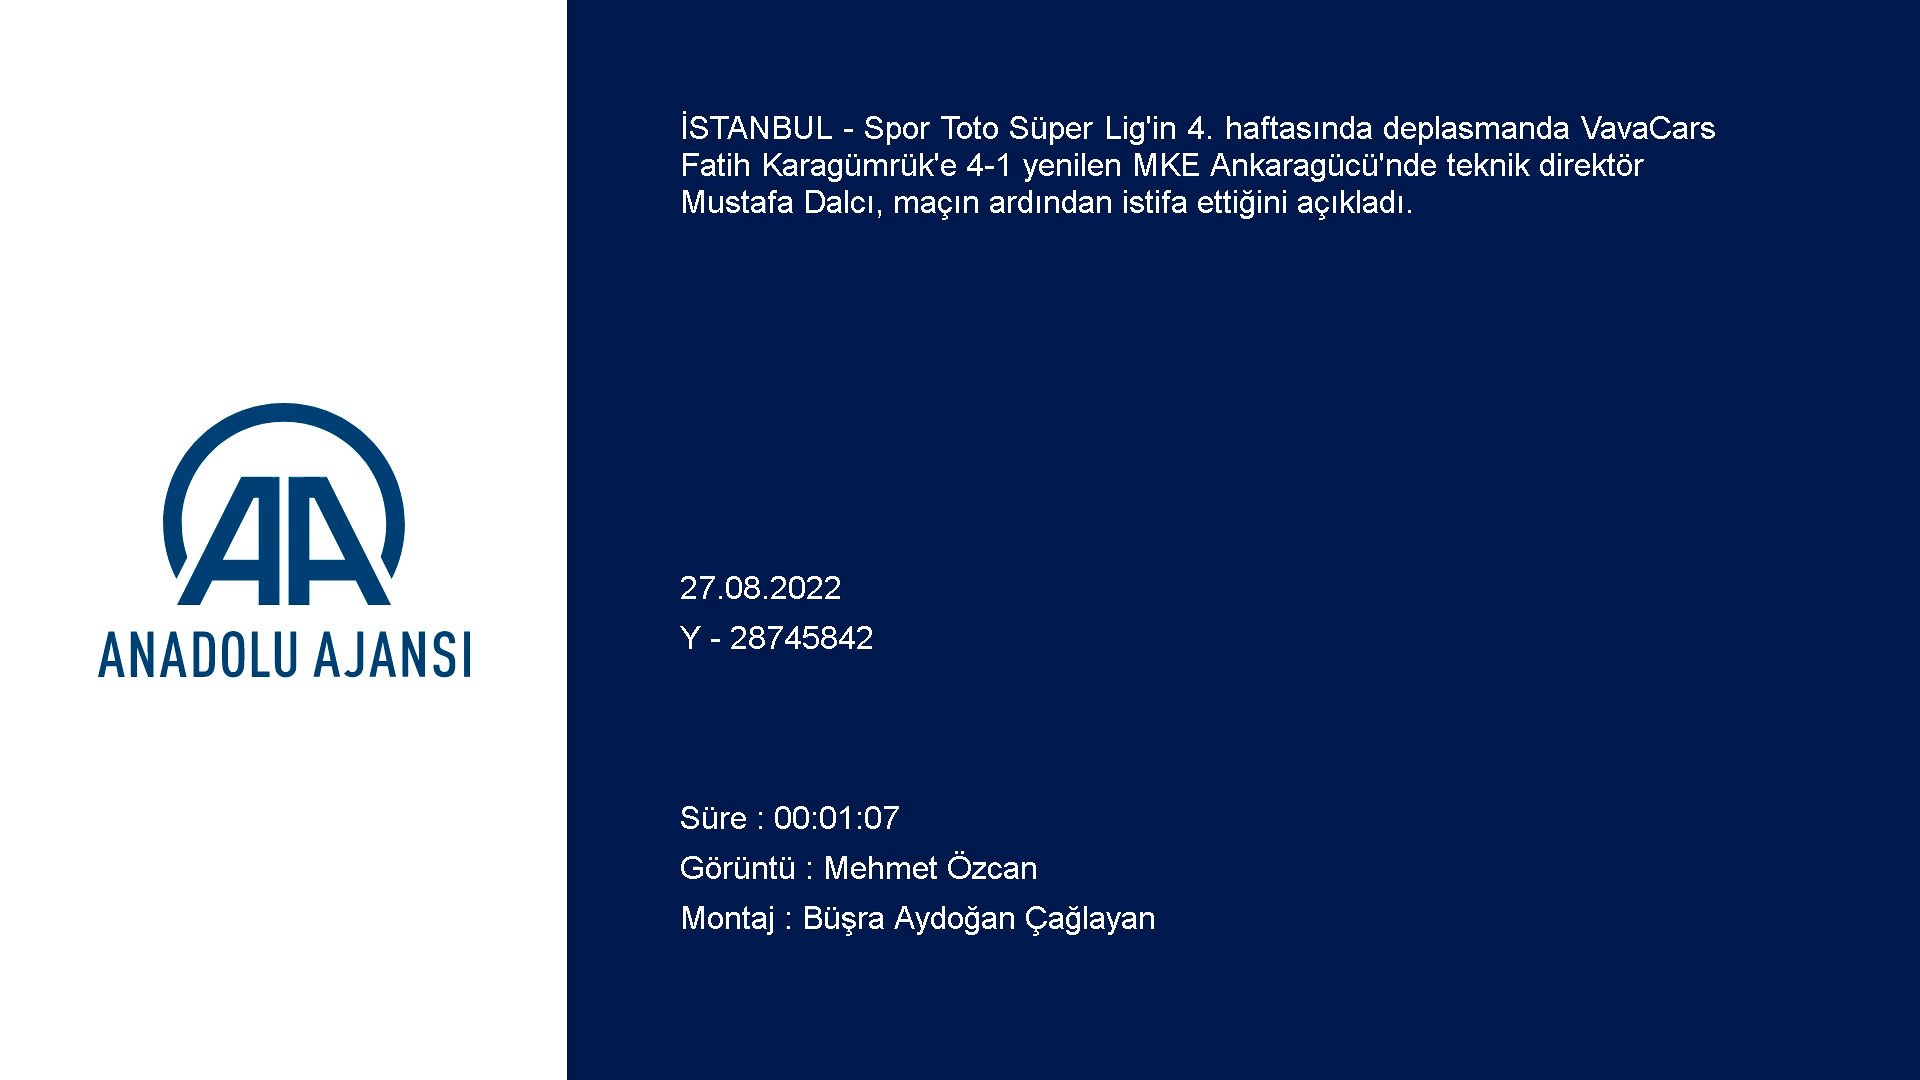 İSTANBUL - Spor Toto Süper Lig'in 4. haftasında deplasmanda VavaCars
Fatih Karagümrük'e 4-1 yenilen MKE Ankaragücü'nde teknik direktör
Mustafa Dalcı, maçın ardından istifa ettiğini açıkladı.
AA
ANADOLU AJANSI
27.08.2022
Y - 28745842
Süre : 00:01:07
Görüntü : Mehmet Özcan
Montaj : Büşra Aydoğan Çağlayan